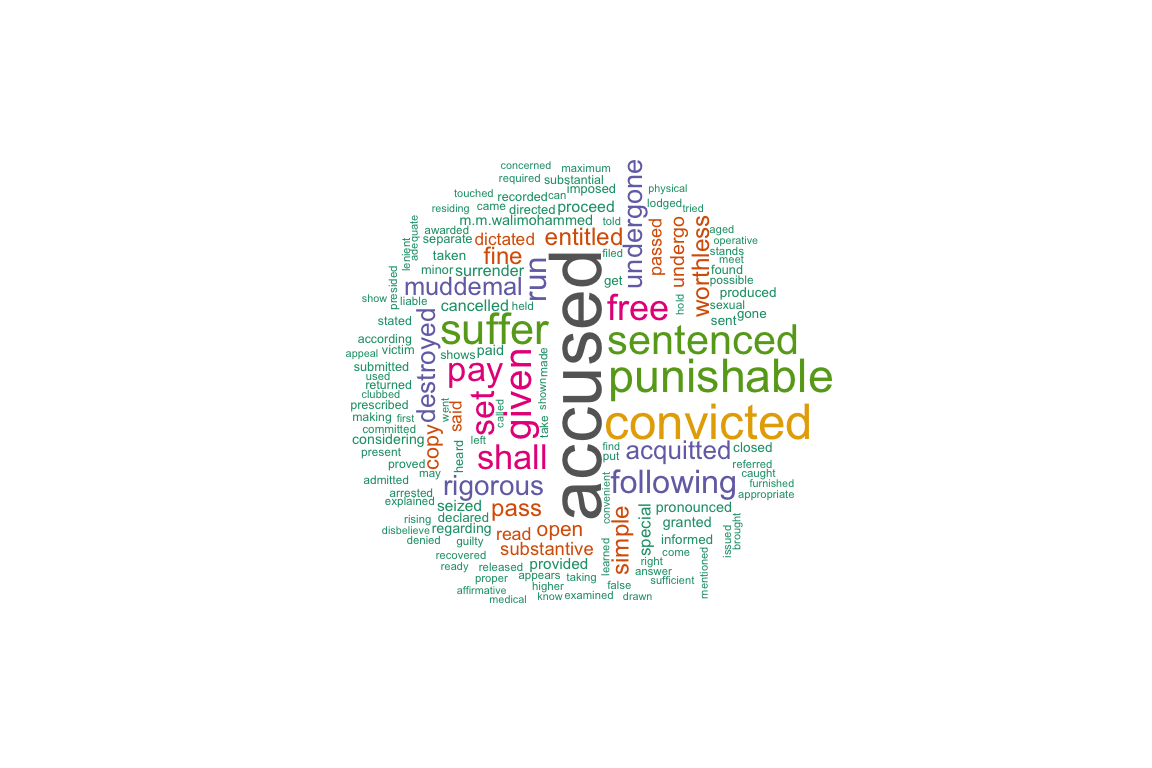 concerned
maximum
required
substantial
touched
recorded
can
imposed
physical
residing
came
directed
proceed
lodged
tried
m.m.walimohammed
told
undergone
awarded
separate
dictated
entitled
filed
passed
undergo
worthless
aged
operative
stands
meet
found
possible
lenient
adequate
taken
fine
minor
surrender
run
get
presided
muddemal
show
liable
cancelled
held
free
hold
produced
sexual
sent
gone
stated
destroyed
suffer
accused
sentenced
according
appeal
victim
shows
paid
submitted
used
returned
clubbed
pay
given
shown
made
punishable
prescribed
making
first
went
said
set
called
take
convicted
committed
considering
present
copy
heard
left
shall
find
put
acquitted
closed
proved
may
admitted
referred
caught
furnished
appropriate
arrested
explained
rigorous
following
convenient
seized
pass
rising
declared
disbelieve
regarding
denied
guilty
read
open
simple
special
pronounced
granted
informed
issued
brought
substantive
recovered
ready
released
provided
learned
come
right
answer
sufficient
mentioned
proper
appears
taking
affirmative
higher
false
medical
know
examined
drawn